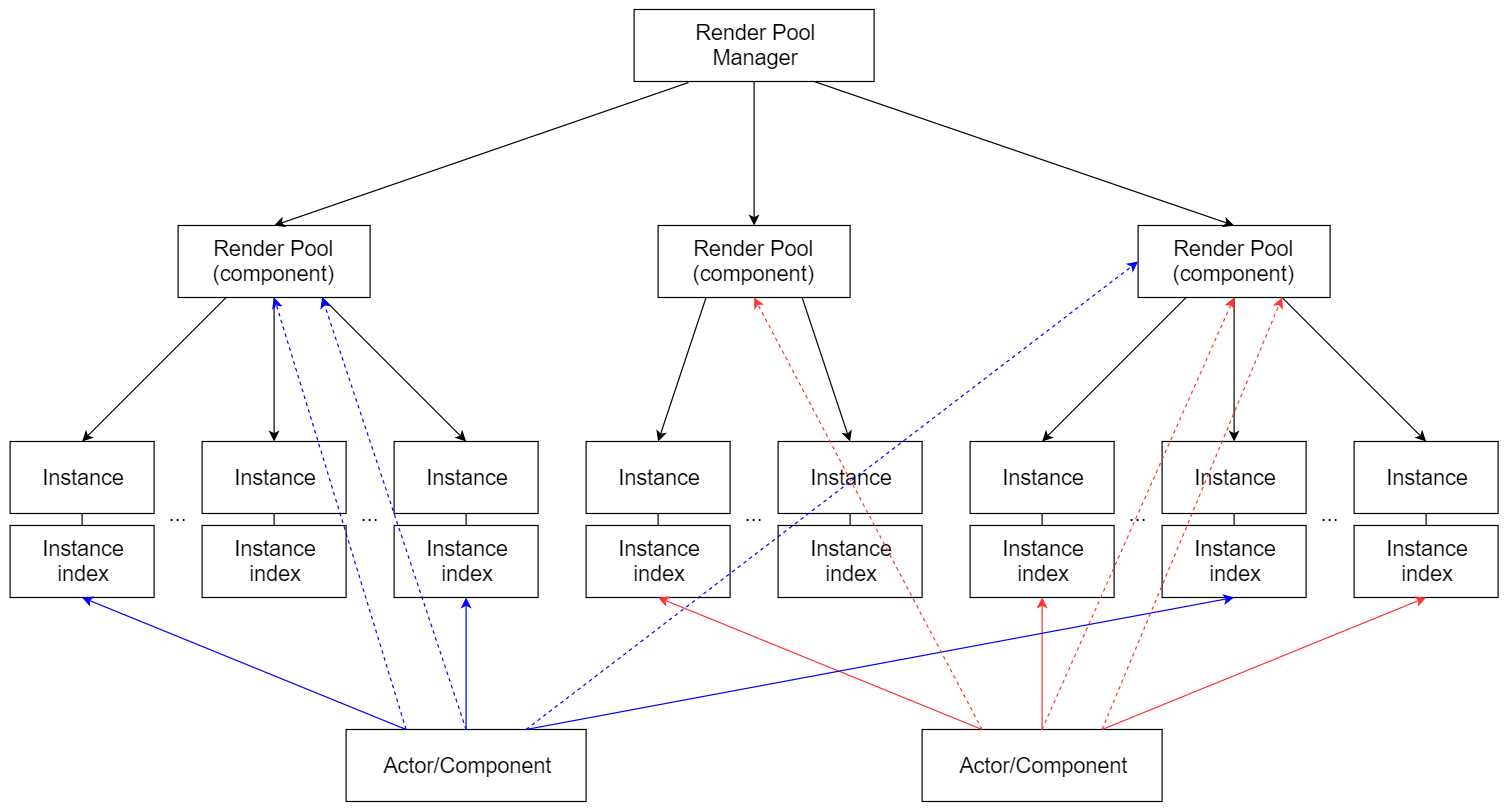 Render Pool
Manager
Render Pool
(component)
Render Pool
(component)
Render Pool
(component)
Instance
Instance
Instance
Instance
Instance
Instance
Instance
Instance
...
...
...
...
...
Instance
index
Instance
index
Instance
index
Instance
index
Instance
index
Instance
index
Instance
index
Instance
index
Actor/Component
Actor/Component